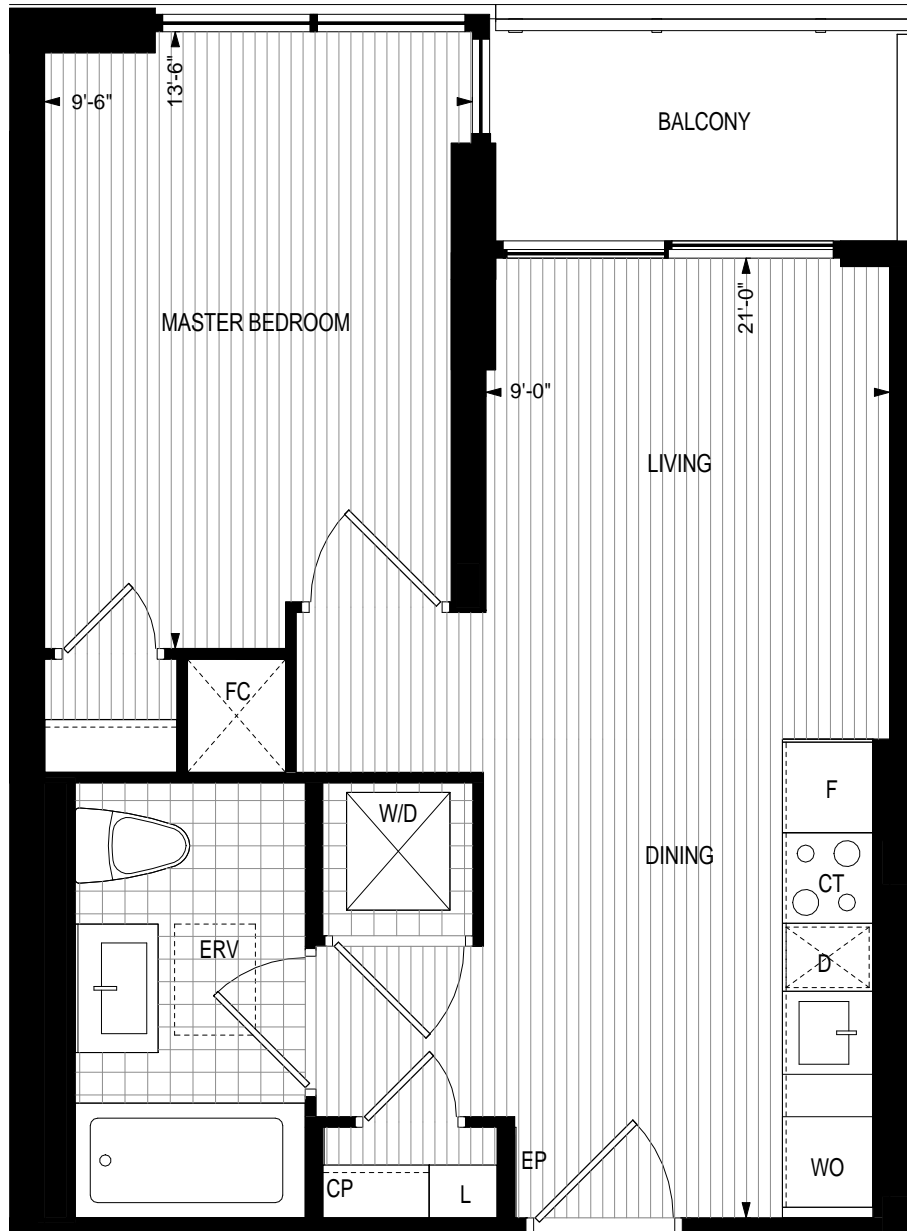 9'-6"
13'-6"
BALCONY
MASTER BEDROOM
21'-0"
9'-0"
LIVING
FC
F
W/D
DINING
CT
ERV
D
EP
WO
CP
L